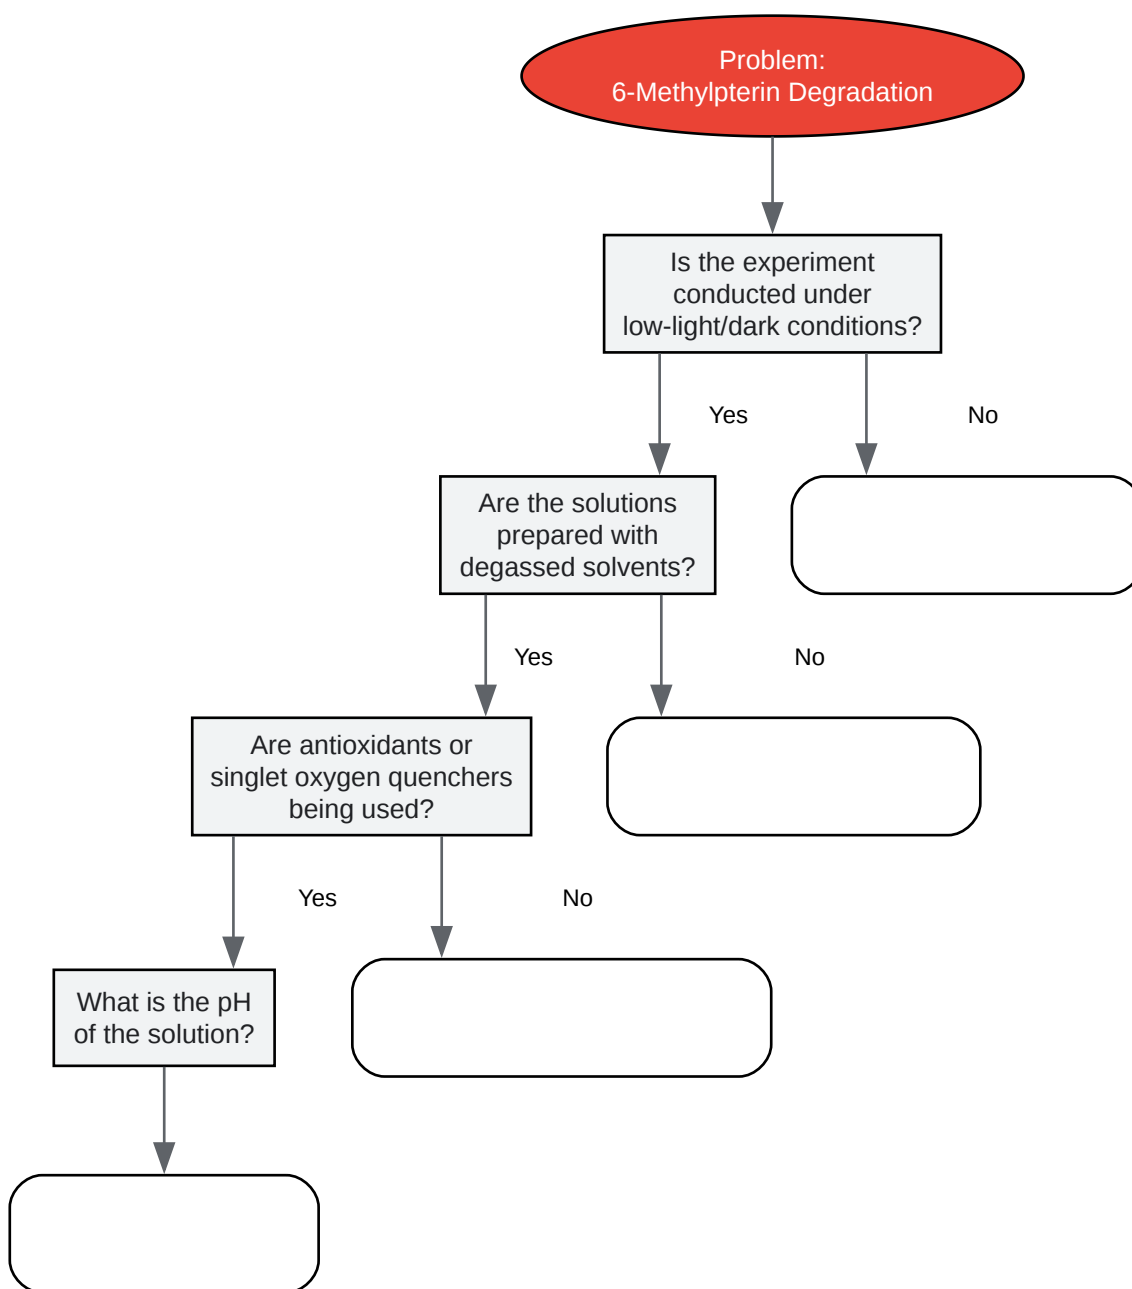 Problem:
6-Methylpterin Degradation
Is the experiment
conducted under
low-light/dark conditions?
Yes
No
Are the solutions
prepared with
degassed solvents?
Yes
No
Are antioxidants or
singlet oxygen quenchers
being used?
Yes
No
What is the pH
of the solution?